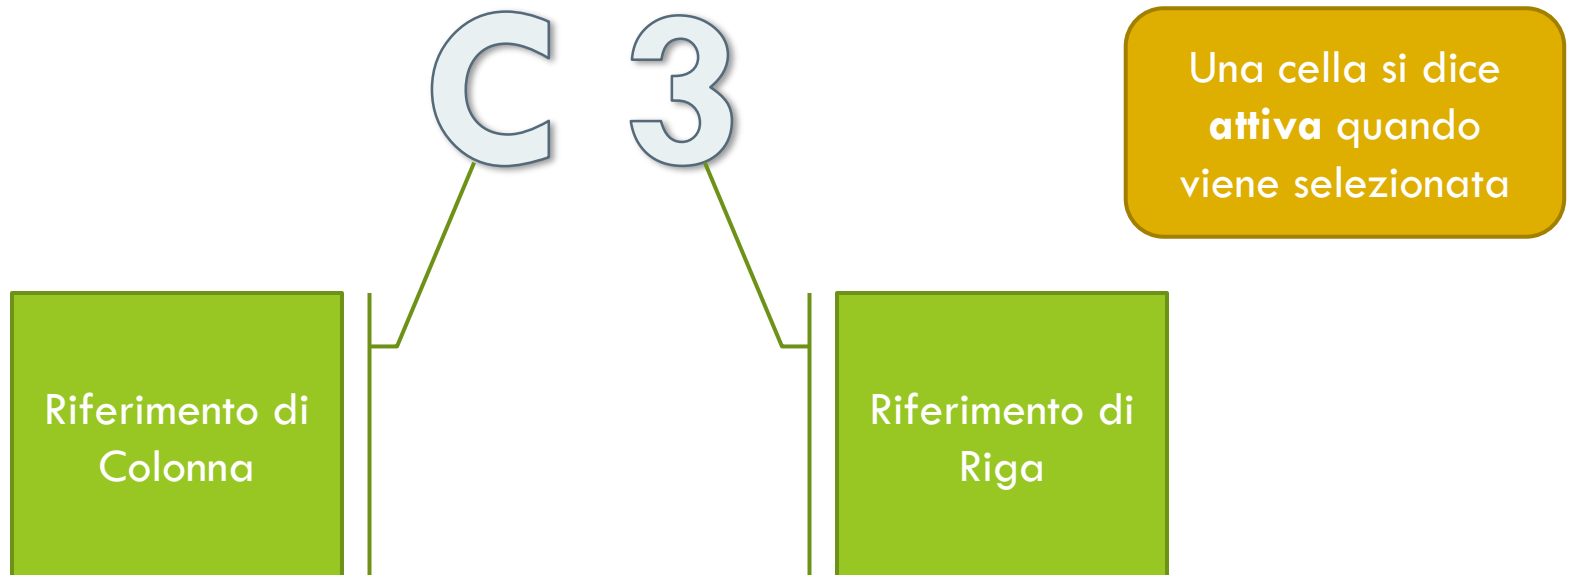 C 3
Una cella si dice
attiva quando
viene selezionata
Riferimento di
Colonna
Riferimento di
Riga